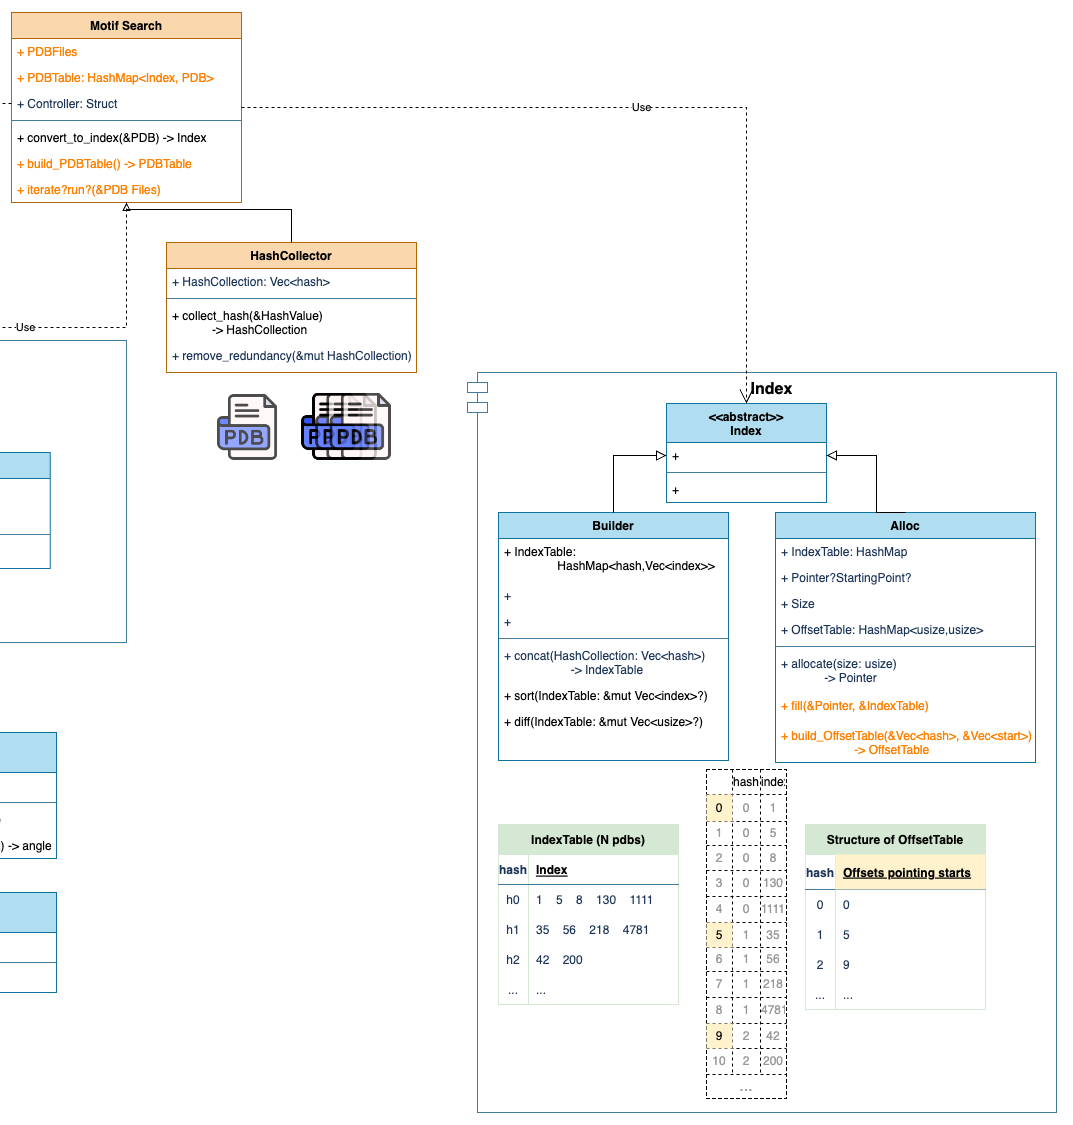 Motif Search
+ PDBFiles
+ PDBTable: HashMap<Index, PDB>
+ Controller: Struct
+ convert_to_index(&PDB) -> Index
+ build_PDBTable() -> PDBTable
+ iterate?run?(&PDB Files)
Use
HashCollector
+ HashCollection: Vec<hash>
+ collect_hash(&HashValue)
-> HashCollection
+ remove_redundancy(&mut HashCollection)
Use
PDB
PDB
Index
<<abstract>>
Index
+
+
Builder
+ IndexTable:
HashMap<hash,Vec<index>>
+
+
+ concat(HashCollection: Vec<hash>)
-> IndexTable
+ sort(IndexTable: &mut Vec<index>?)
+ diff(IndexTable: &mut Vec<usize>?)
Alloc
+ IndexTable: HashMap
+ Pointer?StartingPoint?
+ Size
+ OffsetTable: HashMap<usize,usize>
+ allocate(size: usize)
-> Pointer
+ fill(&Pointer, &IndexTable)
+ build_OffsetTable(&Vec<hash>, &Vec<start>)
-> OffsetTable
) -> angle
IndexTable (N pdbs)
hash Index
h0 1 5 8 130 1111
h1 35 56 218 4781
h2 42 200
... ...
hash inde
0 0 1
1 0 5
2 0 8
3 0 130
4 0 1111
5 1 35
6 1 56
7 1 218
8 1 4781
9 2 42
10 2 200
...
Structure of OffsetTable
hash Offsets pointing starts
0 0
1 5
2 9
... ...